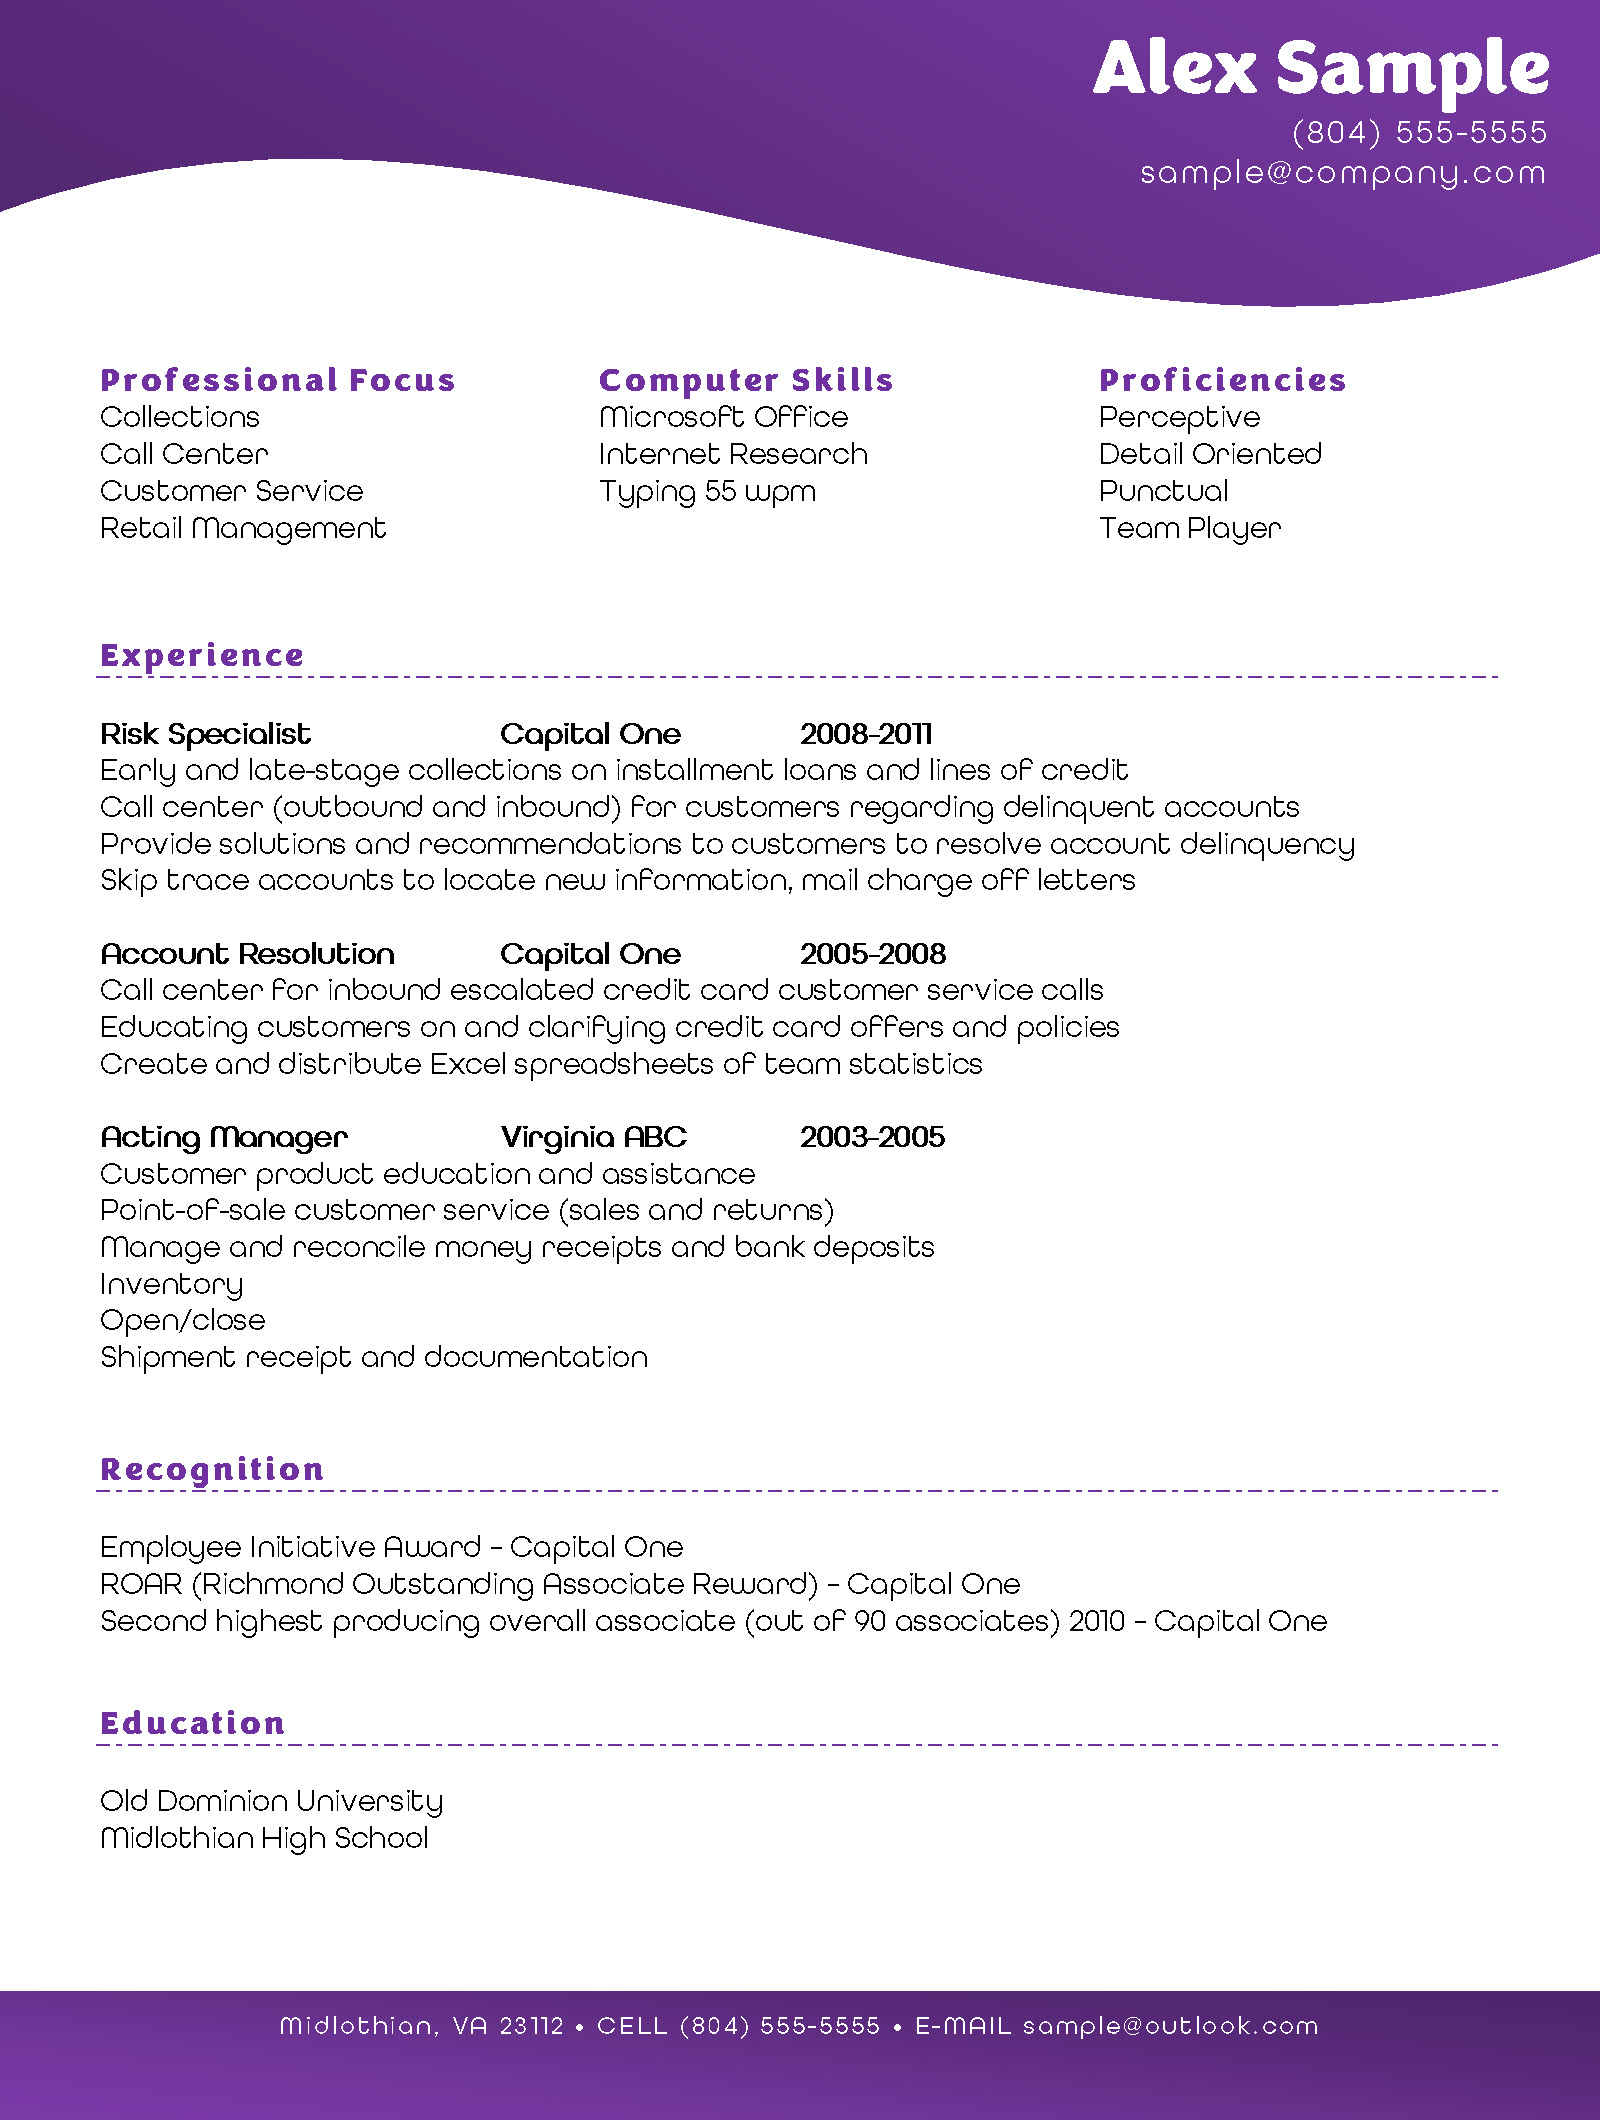 Alex Sample
(804) 555-5555
sample@company.com
Professional Focus
Collections
Call Center
Customer Service
Retail Management
Computer Skills
Microsoft Office
Internet Research
Typing 55 wpm
Proficiencies
Perceptive
Detail Oriented
Punctual
Team Player
Experience
Risk Specialist Capital One 2008-2011
Early and late-stage collections on installment loans and lines of credit
Call center (outbound and inbound) for customers regarding delinquent accounts
Provide solutions and recommendations to customers to resolve account delinquency
Skip trace accounts to locate new information, mail charge off letters
Account Resolution Capital One 2005-2008
Call center for inbound escalated credit card customer service calls
Educating customers on and clarifying credit card offers and policies
Create and distribute Excel spreadsheets of team statistics
Acting Manager Virginia ABC 2003-2005
Customer product education and assistance
Point-of-sale customer service (sales and returns)
Manage and reconcile money receipts and bank deposits
Inventory
Open/close
Shipment receipt and documentation
Recognition
Employee Initiative Award - Capital One
ROAR (Richmond Outstanding Associate Reward) - Capital One
Second highest producing overall associate (out of 90 associates) 2010 - Capital One
Education
Old Dominion University
Midlothian High School
Midlothian, VA 23112 • CELL (804) 555-5555 • E-MAIL sample@outlook.com